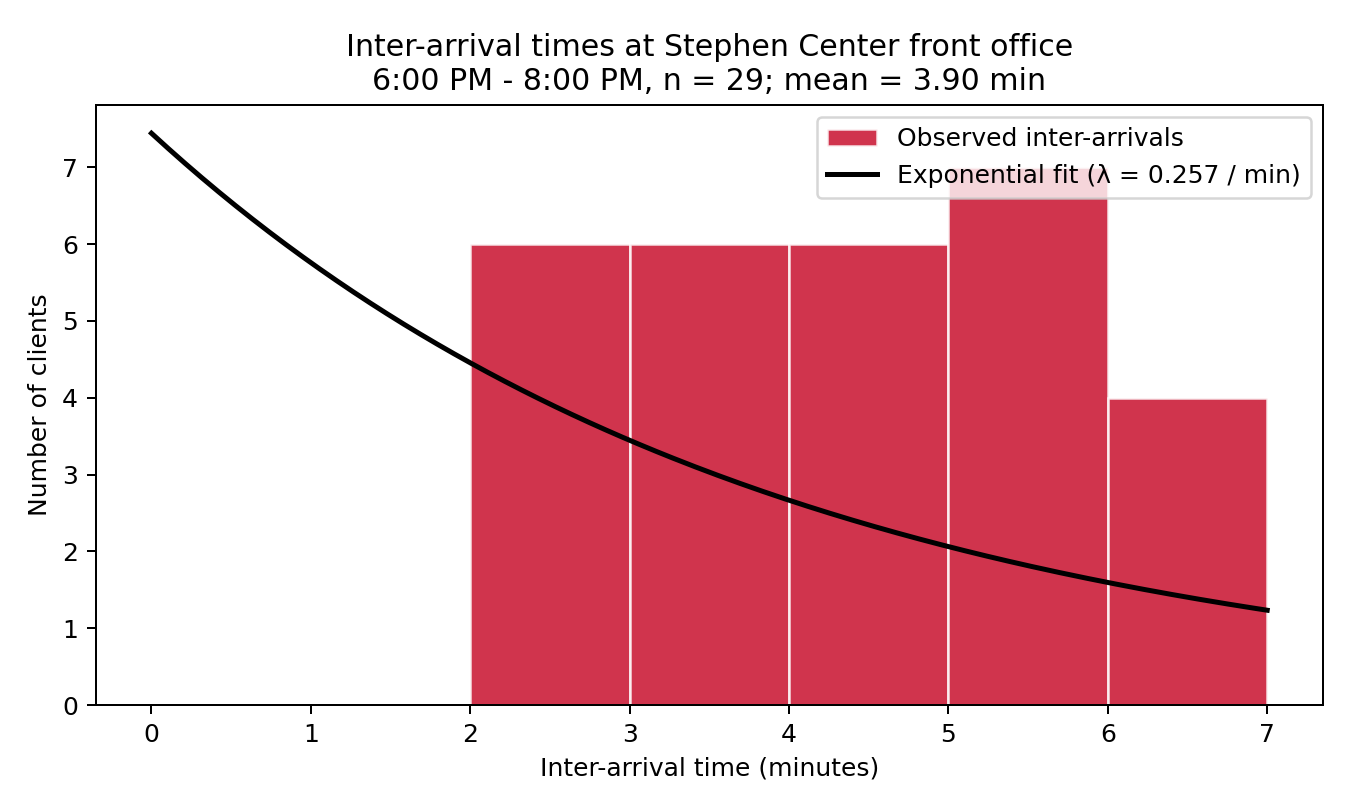 Inter-arrival times at Stephen Center front office
6:00 PM - 8:00 PM, n = 29; mean = 3.90 min
Observed inter-arrivals
Exponential fit (λ = 0.257 / min)
Number of clients
7
6
5
4
3
2
1
0
0 1 2 3 4 5 6 7
Inter-arrival time (minutes)